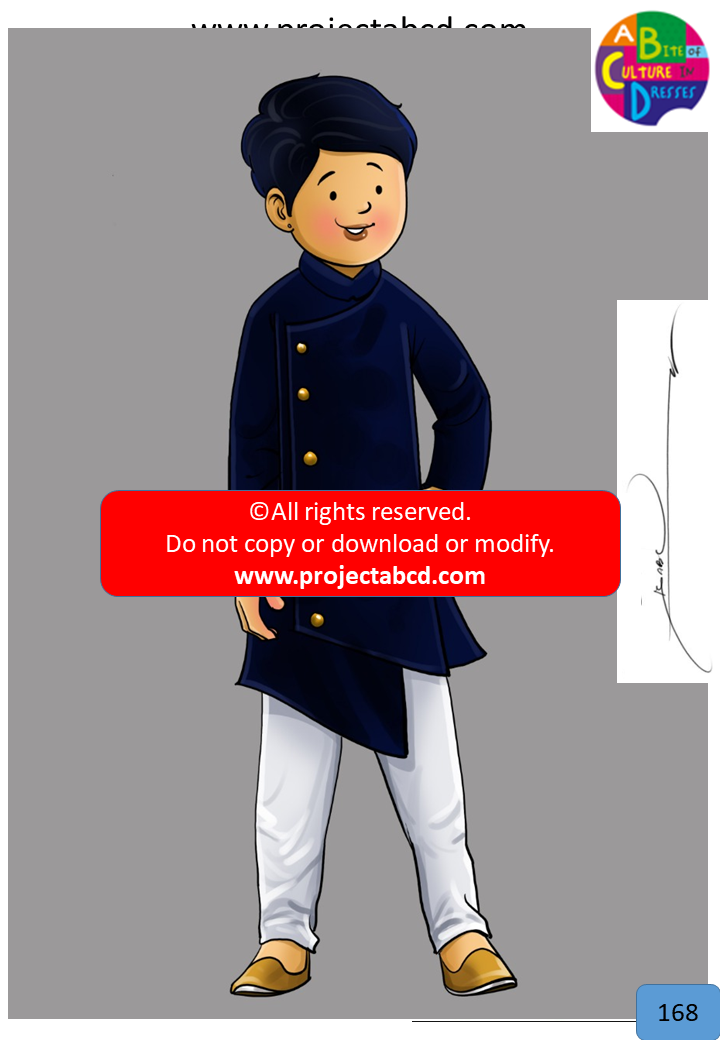 www.projectabcd.com
A BITE OF
CULTURE IN
DRESSES
©All rights reserved.
Do not copy or download or modify.
www.projectabcd.com
168